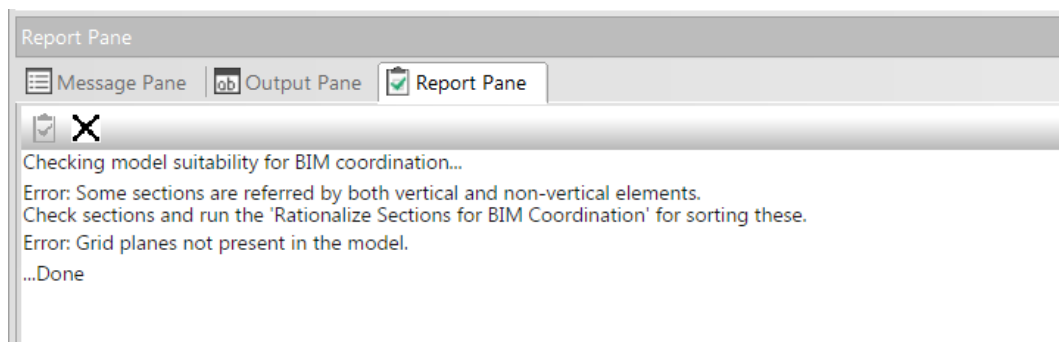 Report Pane
Message Pane
ab Output Pane
Report Pane
Checking model suitability for BIM coordination...
Error: Some sections are referred by both vertical and non-vertical elements.
Check sections and run the 'Rationalize Sections for BIM Coordination' for sorting these.
Error: Grid planes not present in the model.
...Done